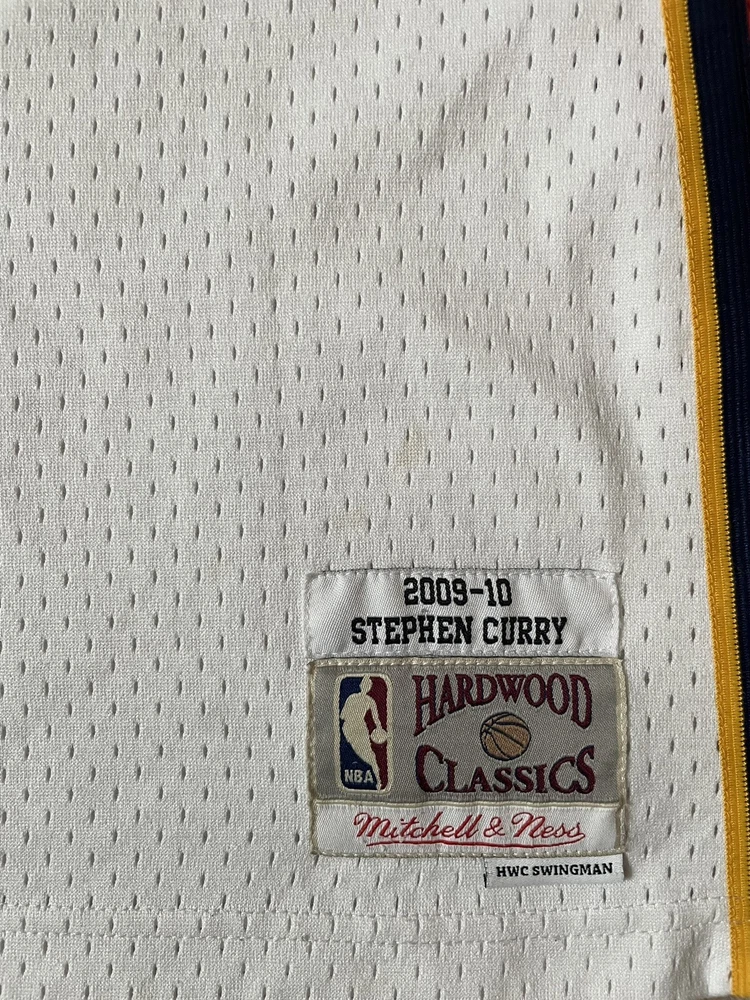 2009-10
STEPHEN CURRY
HARDWOOD
CLASSICS
NBA
Mitchell & Ness
HWC SWINGMAN